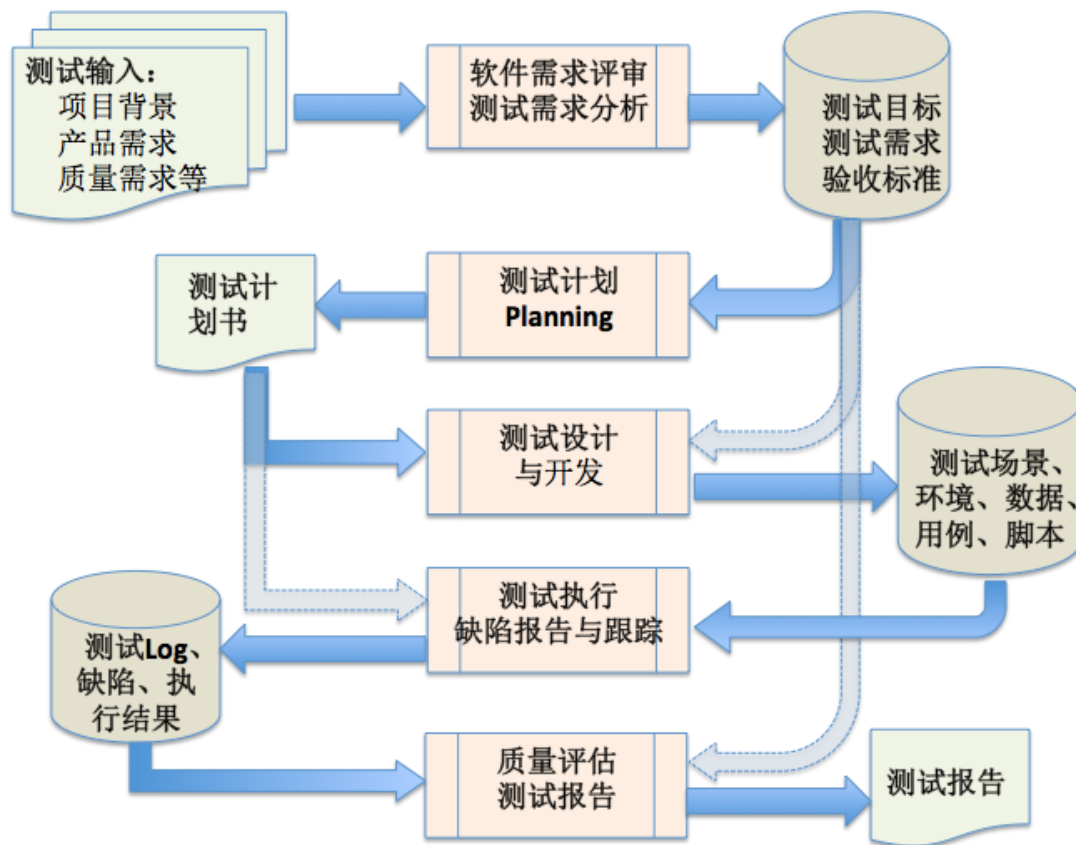 测试输入：
项目背景
产品需求
质量需求等
软件需求评审
测试需求分析
测试目标
测试需求
验收标准
测试计
划书
测试计划
Planning
测试设计
与开发
测试场景、
环境、数据、
用例、脚本
测试执行
缺陷报告与跟踪
测试Log、
缺陷、执
行结果
质量评估
测试报告
测试报告